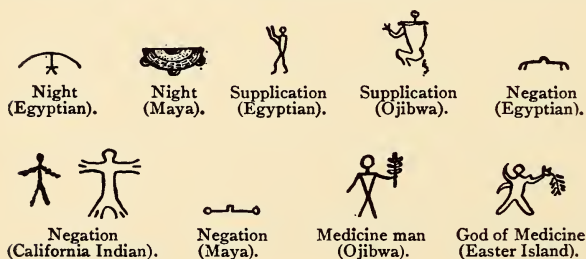 Night Night Supplication Supplication Negation
(Egyptian). (Maya). (Egyptian). (Ojibwa). (Egyptian).
Negation Negation Medicine man God of Medicine
(California Indian). (Maya). (Ojibwa). (Easter Island).